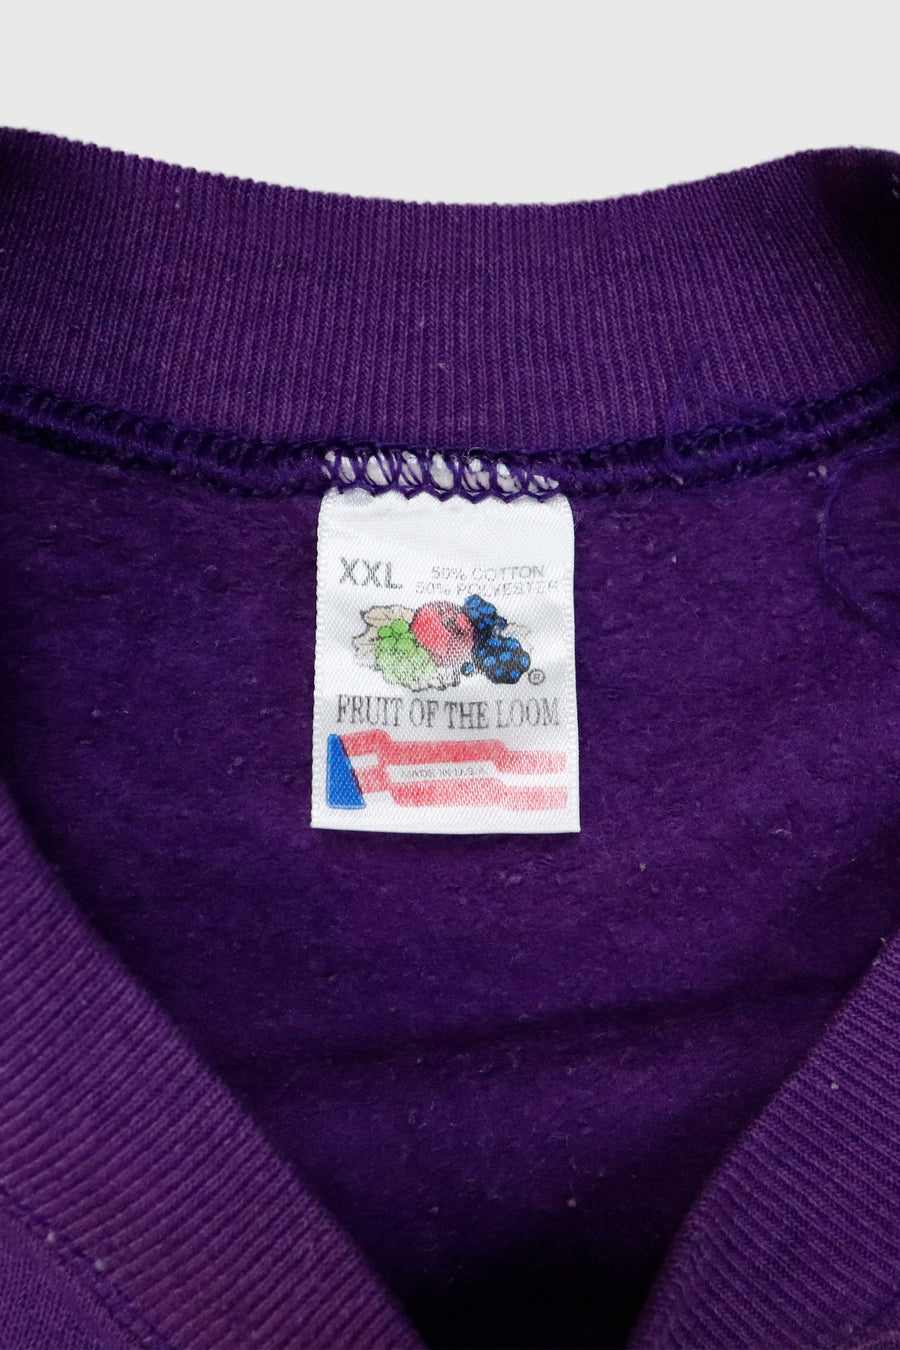 XXL
50% COTTON
50% POLYESTER
®
FRUIT OF THE LOOM
MADE IN U.S.A.